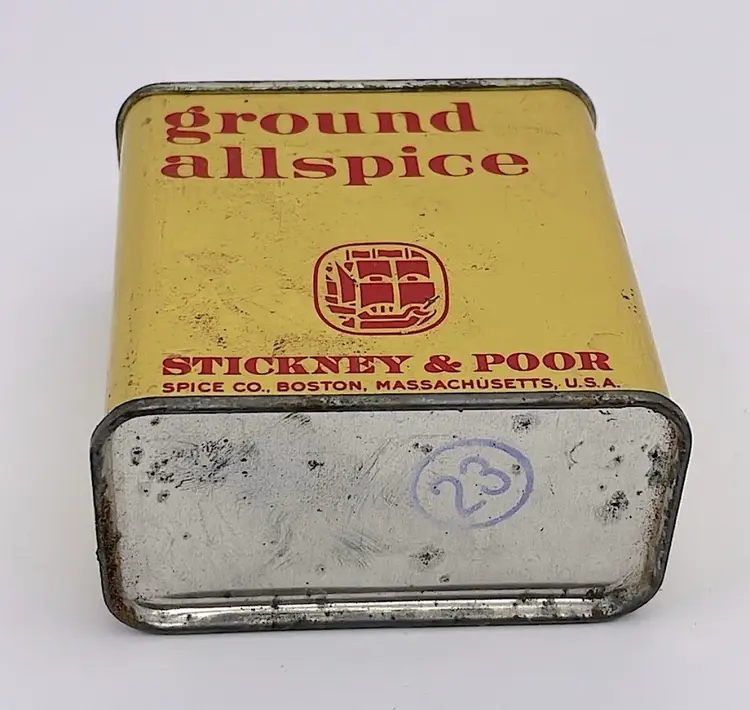 ground
allspice
STICKNEY & POOR
SPICE CO., BOSTON, MASSACHUSETTS, U.S.A.
23